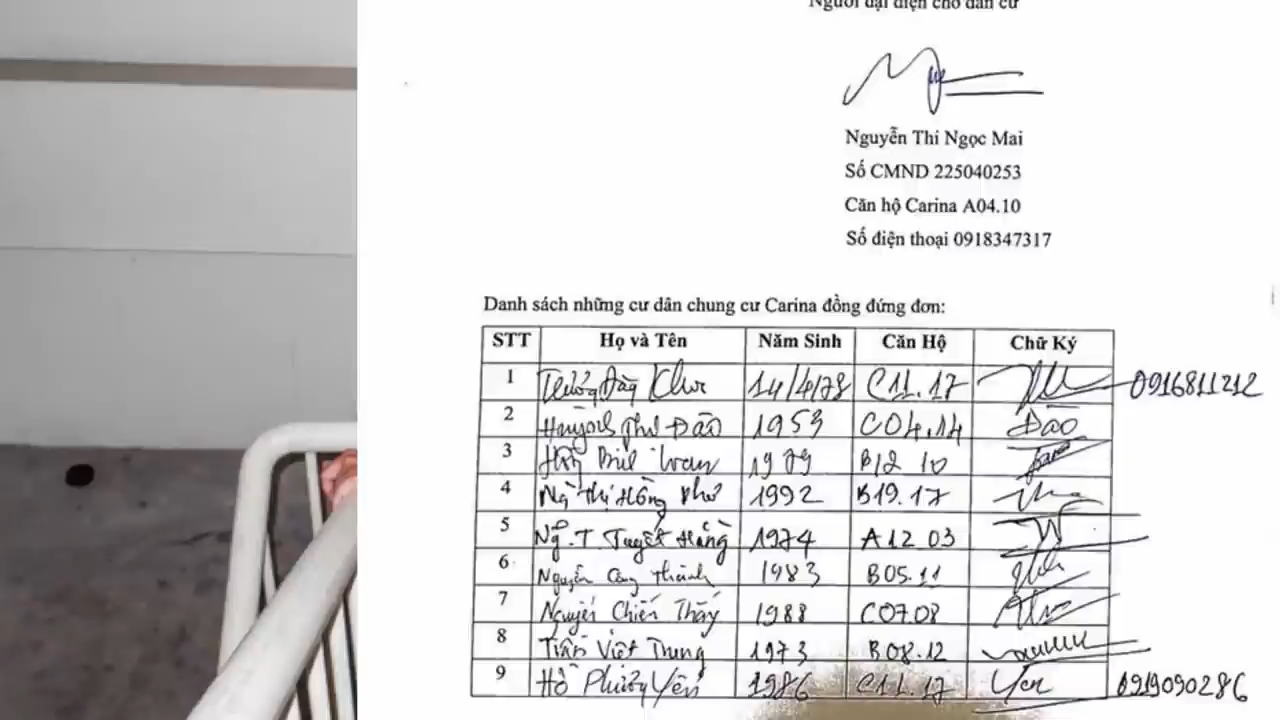 Người đại diện cho dân cư
Nguyễn Thi Ngọc Mai
Số CMND 225040253
Căn hộ Carina A04.10
Số điện thoại 0918347317
Danh sách những cư dân chung cư Carina đồng đứng đơn:
STT Họ và Tên Năm Sinh Căn Hộ Chữ Ký
1 14/4/78 C11.17 0916811212
2 Đào 1953 C04.14 Đào
3 1979 B12 10
4 Thị Hồng 1992 B19.17
5 Ng.T. Tuyết Hằng 1974 A12 03
6 Nguyễn Công Thành 1983 B05.11
7 Nguyễn Chiến Thắng 1988 C07.08
8 Trần Việt Trung 1973 B08.12
9 Hồ Phương Yến 1986 C11.17 Yến 0919090286